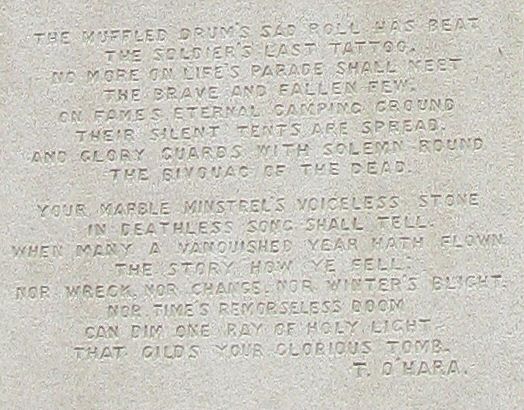 THE MUFFLED DRUM'S SAD ROLL HAS BEAT
THE SOLDIER'S LAST TATTOO.
NO MORE ON LIFE'S PARADE SHALL MEET
THE BRAVE AND FALLEN FEW.
ON FAME'S ETERNAL CAMPING GROUND
THEIR SILENT TENTS ARE SPREAD.
AND GLORY GUARDS WITH SOLEMN ROUND
THE BIVOUAC OF THE DEAD.
YOUR MARBLE MINSTREL'S VOICELESS STONE
IN DEATHLESS SONG SHALL TELL.
WHEN MANY A VANQUISHED YEAR HATH FLOWN
THE STORY HOW YE FELL:
NOR WRECK, NOR CHANGE, NOR WINTER'S BLIGHT,
NOR TIME'S REMORSELESS DOOM
CAN DIM ONE RAY OF HOLY LIGHT
THAT GILDS YOUR GLORIOUS TOMB.
T. O'HARA.